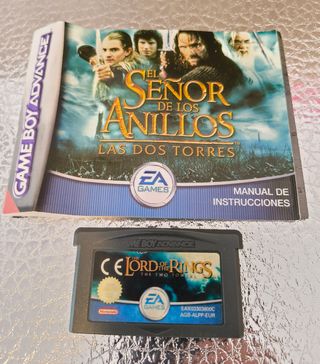 GAME BOY ADVANCE
EL
SEÑOR
DE LOS
ANILLOS
LAS DOS TORRES
EA
GAMES
MANUAL DE
INSTRUCCIONES
GAME BOY ADVANCE
CE
THE
LORD OF THE RINGS
THE TWO TOWERS
Nintendo
EA
GAMES
EAX02303800C
AGB-ALPP-EUR